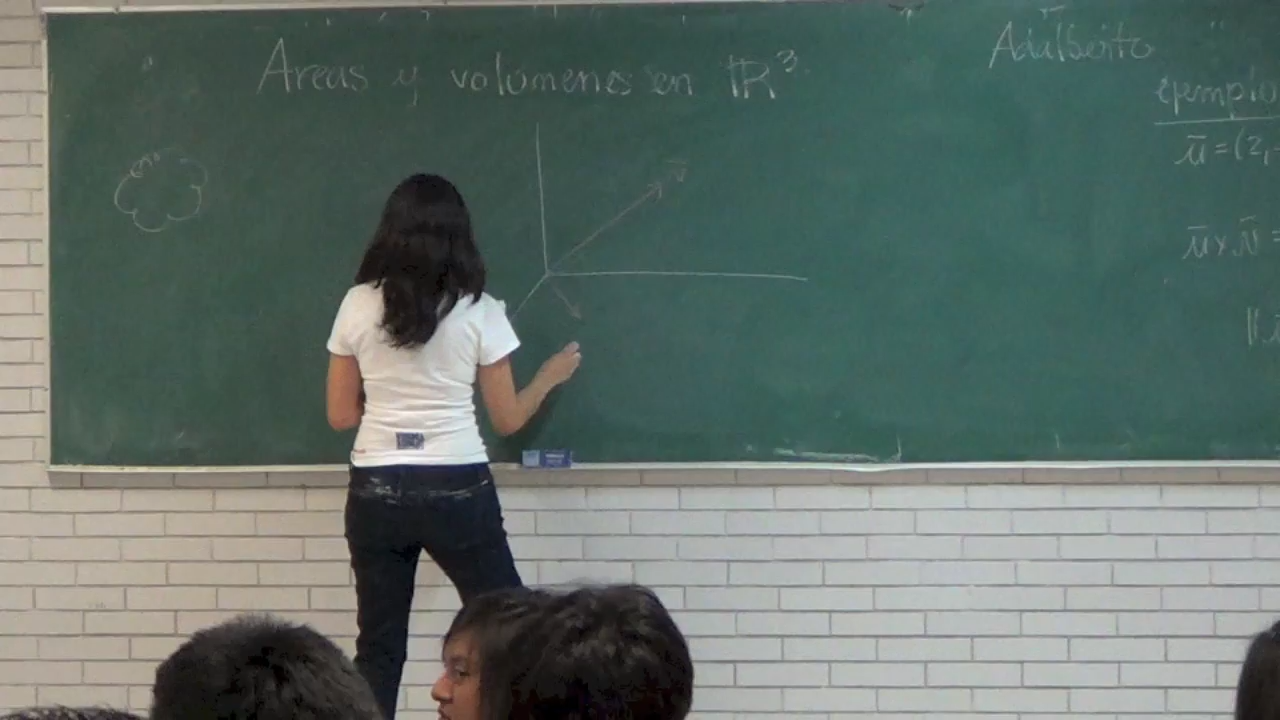 Areas y volúmenes en ℝ³
Adalberto
ejemplo
ū = (2,
v̄
ū x v̄ =